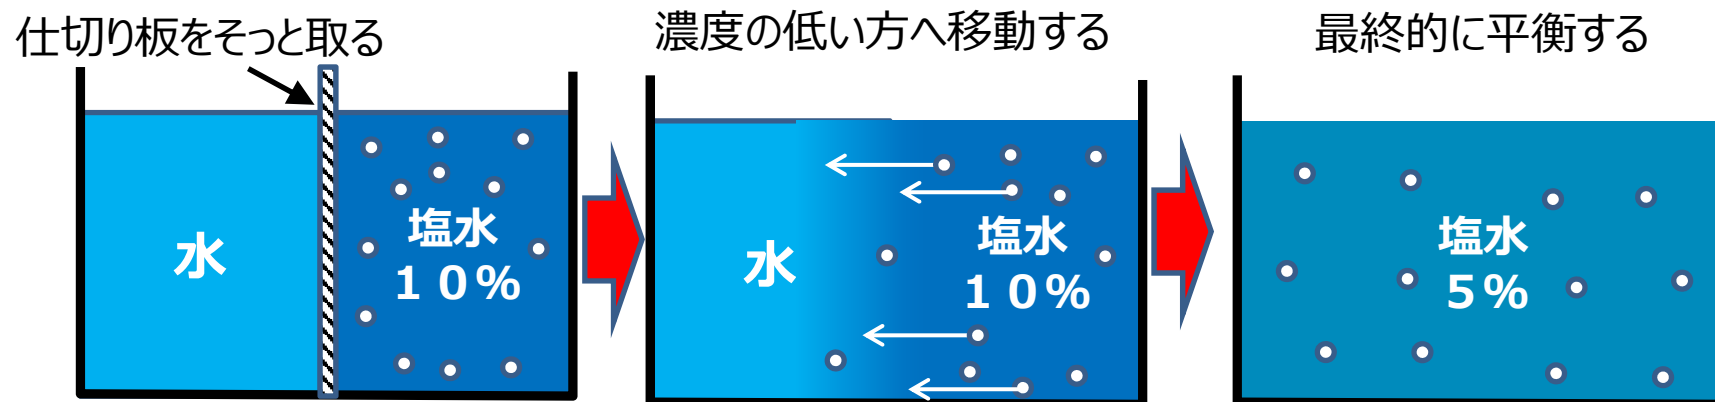 仕切り板をそっと取る
濃度の低い方へ移動する
最終的に平衡する
水
塩水
１０％
水
塩水
１０％
塩水
５％